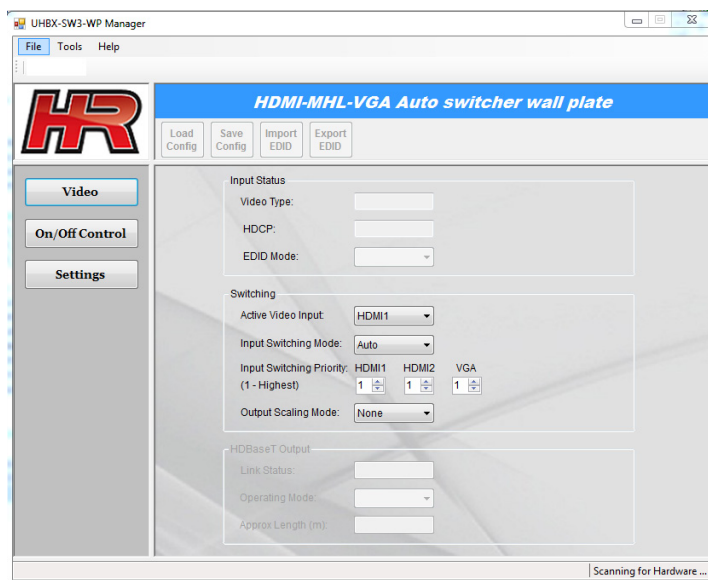 UHBX-SW3-WP Manager
File Tools Help
HR
HDMI-MHL-VGA Auto switcher wall plate
Load Config
Save Config
Import EDID
Export EDID
Video
On/Off Control
Settings
Input Status
Video Type:
HDCP:
EDID Mode:
Switching
Active Video Input: HDMI1
Input Switching Mode: Auto
Input Switching Priority: HDMI1 HDMI2 VGA
(1 - Highest) 1 1 1
Output Scaling Mode: None
HDBaseT Output
Link Status:
Operating Mode:
Approx Length (m):
Scanning for Hardware ...